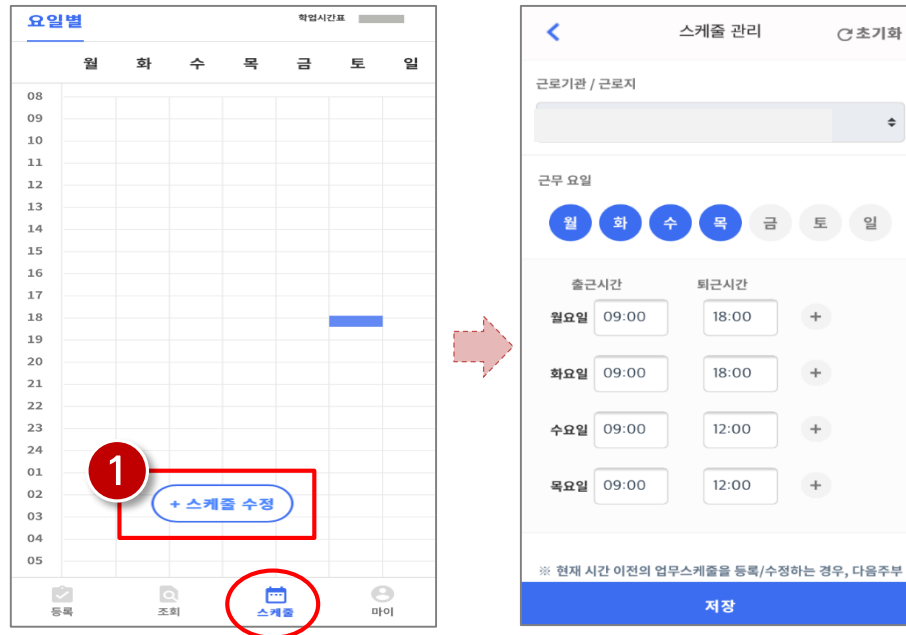 요일별
학업시간표
월 화 수 목 금 토 일
08
09
10
11
12
13
14
15
16
17
18
19
20
21
22
23
24
01
02
03
04
05
1
+ 스케줄 수정
등록 조회 스케줄 마이
스케줄 관리 초기화
근로기관 / 근로지
근무 요일
월 화 수 목 금 토 일
출근시간 퇴근시간
월요일 09:00 18:00 +
화요일 09:00 18:00 +
수요일 09:00 12:00 +
목요일 09:00 12:00 +
※ 현재 시간 이전의 업무스케줄을 등록/수정하는 경우, 다음주부
저장